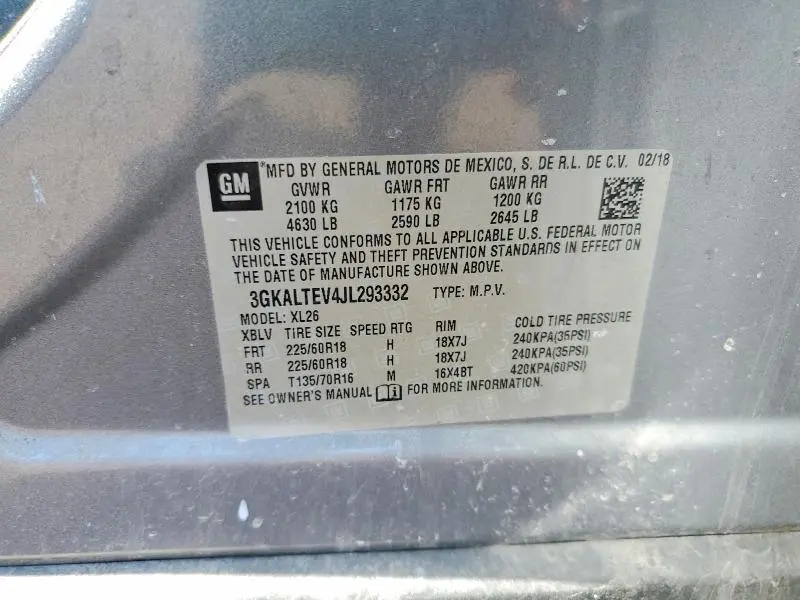 GM
*MFD BY GENERAL MOTORS DE MEXICO, S. DE R.L. DE C.V. 02/18
GVWR GAWR FRT GAWR RR
2100 KG 1175 KG 1200 KG
4630 LB 2590 LB 2645 LB
THIS VEHICLE CONFORMS TO ALL APPLICABLE U.S. FEDERAL MOTOR
VEHICLE SAFETY AND THEFT PREVENTION STANDARDS IN EFFECT ON
THE DATE OF MANUFACTURE SHOWN ABOVE.
3GKALTEV4JL293332 TYPE: M.P.V.
MODEL: XL26
XBLV TIRE SIZE SPEED RTG RIM COLD TIRE PRESSURE
FRT 225/60R18 H 18X7J 240KPA(35PSI)
RR 225/60R18 H 18X7J 240KPA(35PSI)
SPA T135/70R16 M 16X4BT 420KPA(60PSI)
SEE OWNER'S MANUAL FOR MORE INFORMATION.